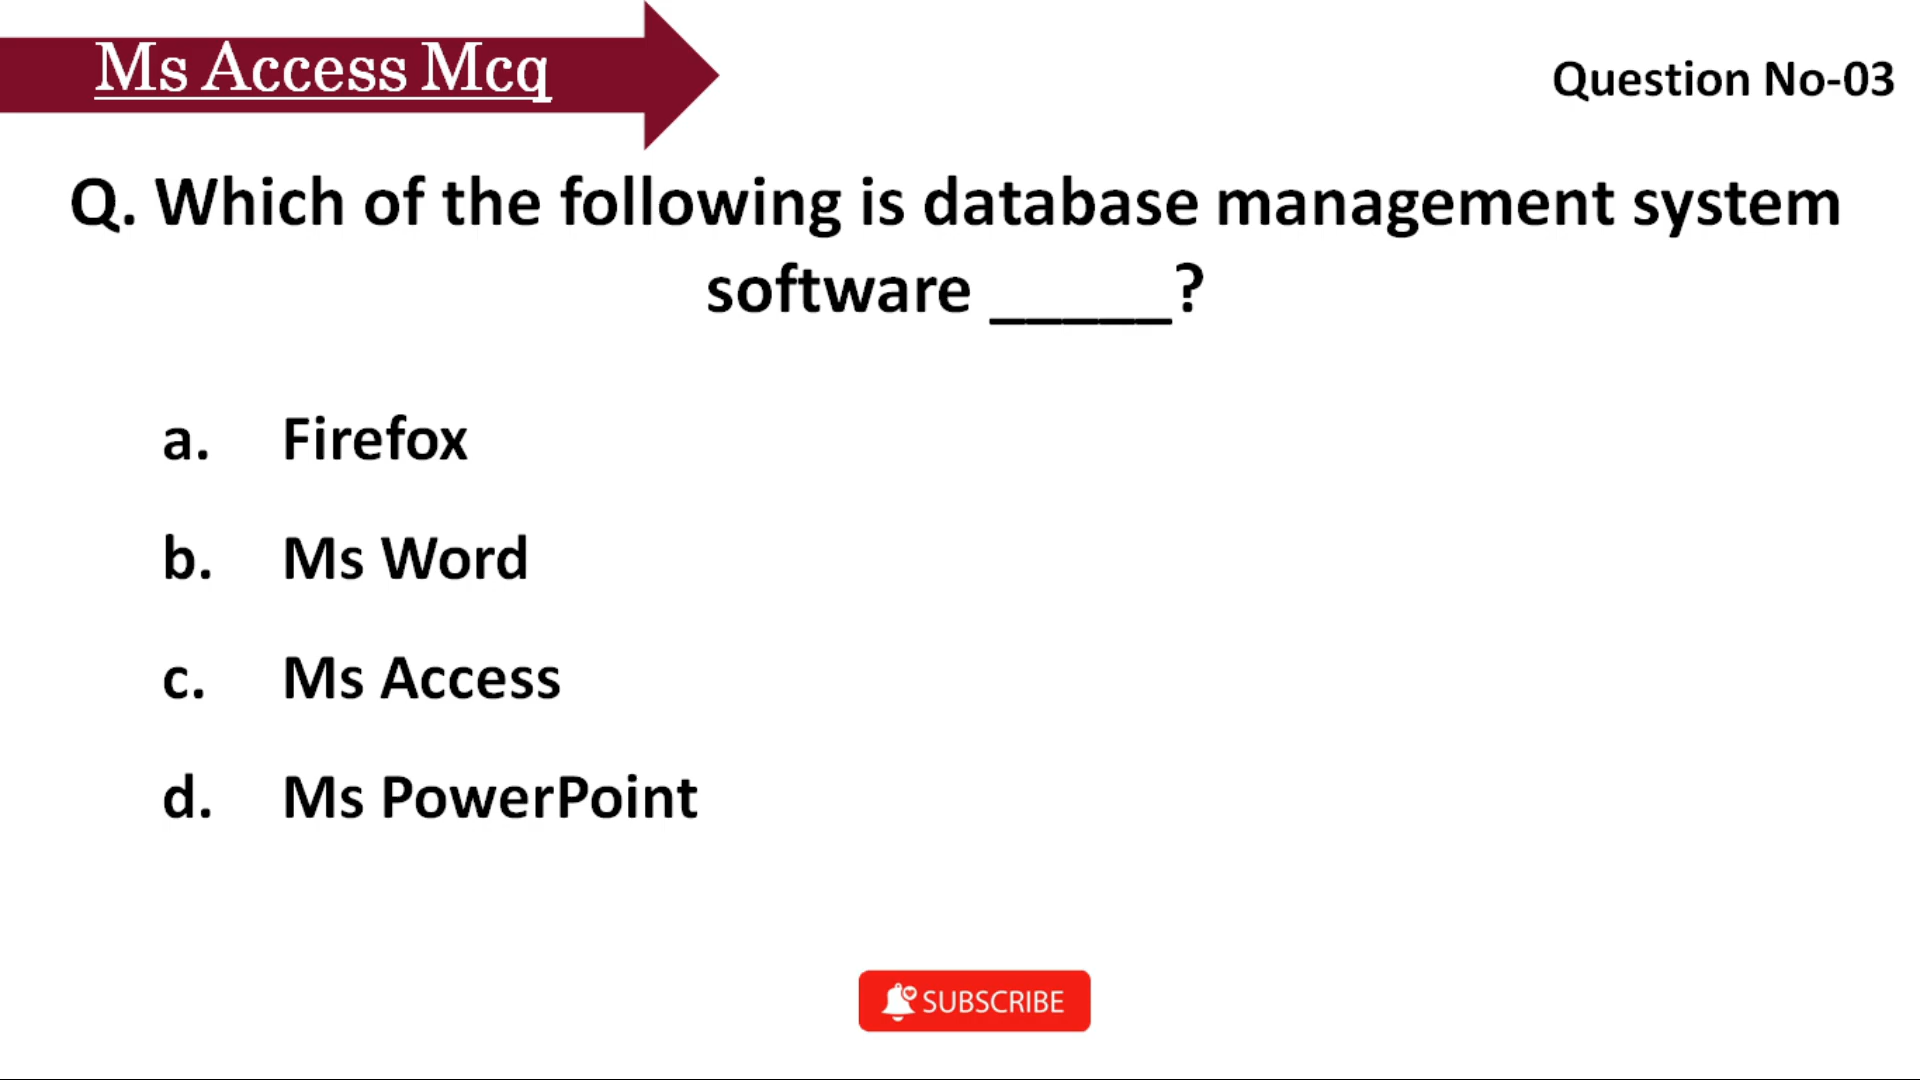 Ms Access Mcq
Question No-03
Q. Which of the following is database management system
software _____?
a. Firefox
b. Ms Word
c. Ms Access
d. Ms PowerPoint
SUBSCRIBE